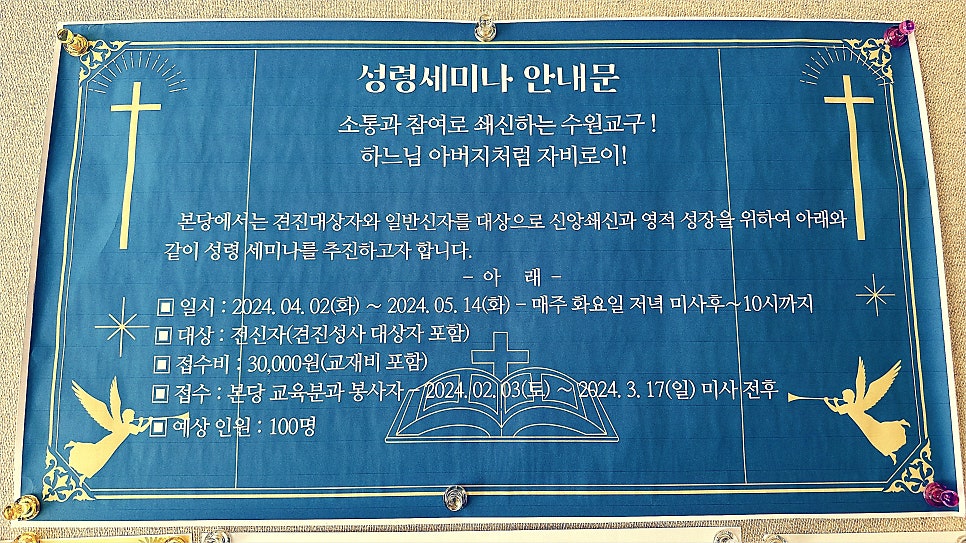 성령세미나 안내문
소통과 참여로 쇄신하는 수원교구 !
하느님 아버지처럼 자비로이!
본당에서는 견진대상자와 일반신자를 대상으로 신앙쇄신과 영적 성장을 위하여 아래와
같이 성령 세미나를 추진하고자 합니다.
- 아 래 -
▣ 일시 : 2024. 04. 02(화) ~ 2024. 05. 14(화) - 매주 화요일 저녁 미사후~10시까지
▣ 대상 : 전신자(견진성사 대상자 포함)
▣ 접수비 : 30,000원(교재비 포함)
▣ 접수 : 본당 교육분과 봉사자 - 2024. 02. 03(토) ~ 2024. 3. 17(일) 미사 전후
▣ 예상 인원 : 100명